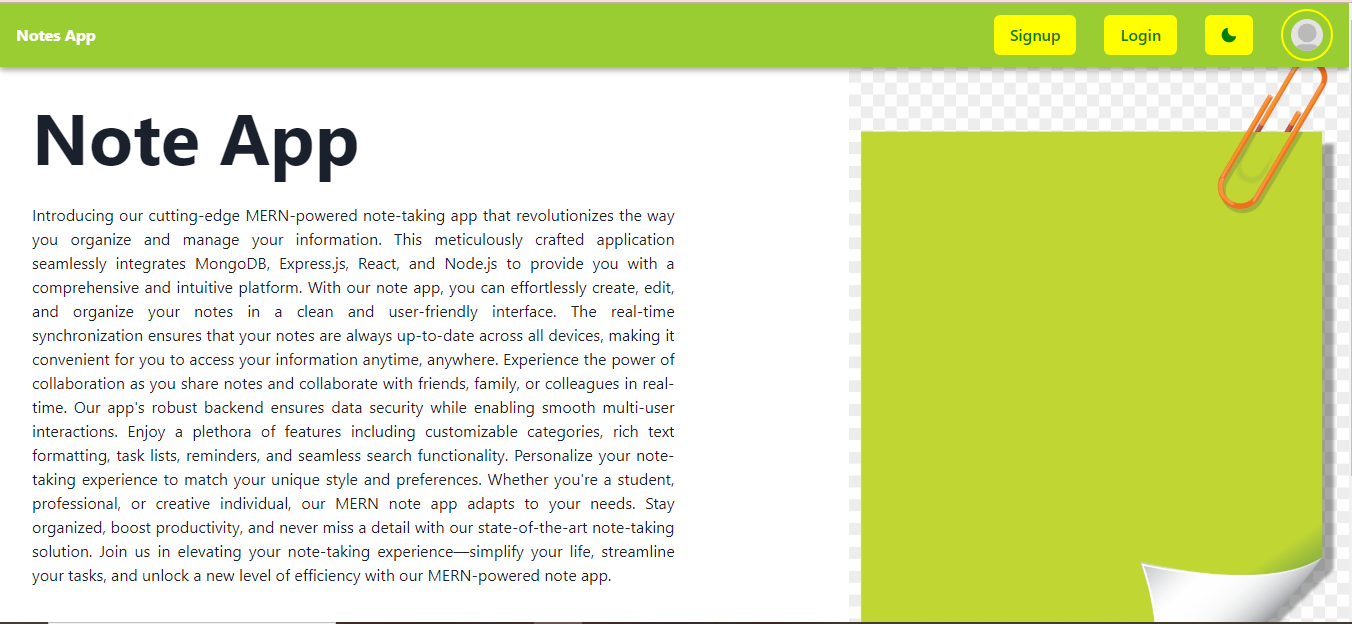 Notes App
Signup
Login
Note App
Introducing our cutting-edge MERN-powered note-taking app that revolutionizes the way
you organize and manage your information. This meticulously crafted application
seamlessly integrates MongoDB, Express.js, React, and Node.js to provide you with a
comprehensive and intuitive platform. With our note app, you can effortlessly create, edit,
and organize your notes in a clean and user-friendly interface. The real-time
synchronization ensures that your notes are always up-to-date across all devices, making it
convenient for you to access your information anytime, anywhere. Experience the power of
collaboration as you share notes and collaborate with friends, family, or colleagues in real-
time. Our app's robust backend ensures data security while enabling smooth multi-user
interactions. Enjoy a plethora of features including customizable categories, rich text
formatting, task lists, reminders, and seamless search functionality. Personalize your note-
taking experience to match your unique style and preferences. Whether you're a student,
professional, or creative individual, our MERN note app adapts to your needs. Stay
organized, boost productivity, and never miss a detail with our state-of-the-art note-taking
solution. Join us in elevating your note-taking experience—simplify your life, streamline
your tasks, and unlock a new level of efficiency with our MERN-powered note app.